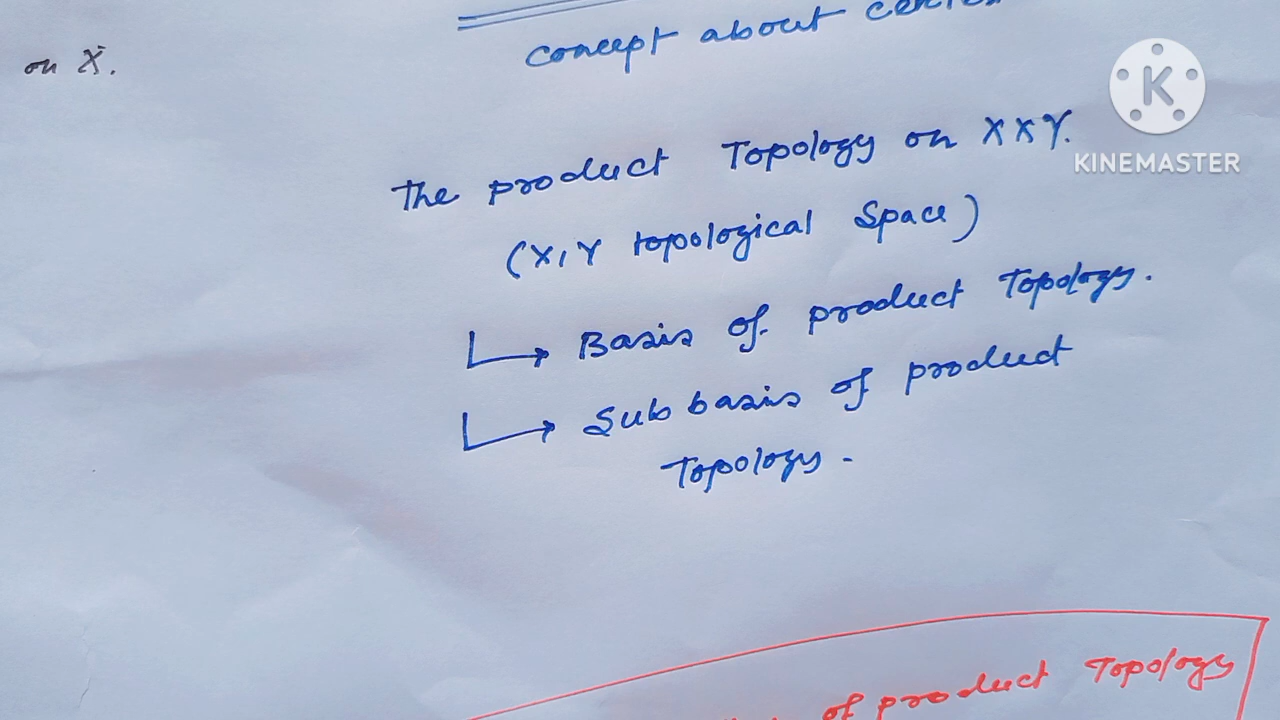 on X.
concept about
The product Topology on X X Y.
(X, Y topological Space)
Basis of product Topology.
Sub basis of product
Topology.
of product Topology
K
KINEMASTER